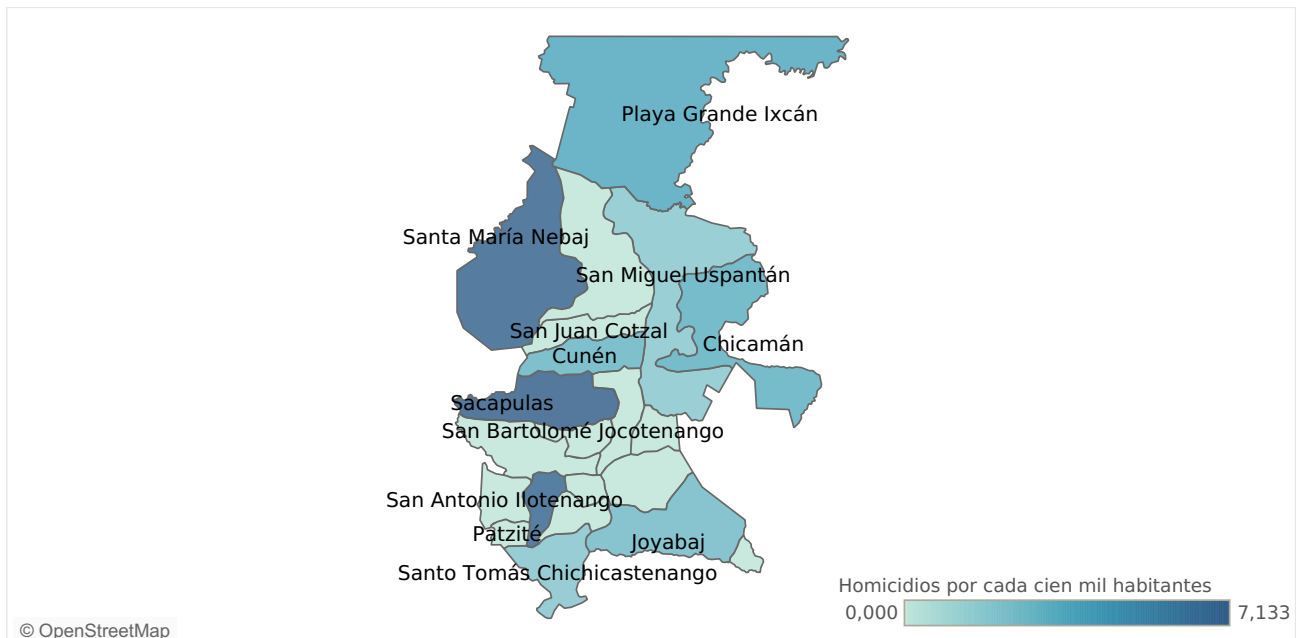 Playa Grande Ixcán
Santa María Nebaj
San Miguel Uspantán
San Juan Cotzal
Chicamán
Cunén
Sacapulas
San Bartolomé Jocotenango
San Antonio Ilotenango
Patzité
Joyabaj
Santo Tomás Chichicastenango
Homicidios por cada cien mil habitantes
0,000 7,133
© OpenStreetMap